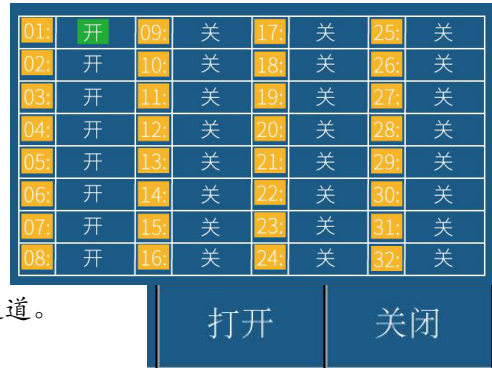 01: 开 09: 关 17: 关 25: 关
02: 开 10: 关 18: 关 26: 关
03: 开 11: 关 19: 关 27: 关
04: 开 12: 关 20: 关 28: 关
05: 开 13: 关 21: 关 29: 关
06: 开 14: 关 22: 关 30: 关
07: 开 15: 关 23: 关 31: 关
08: 开 16: 关 24: 关 32: 关
道。
打开 关闭